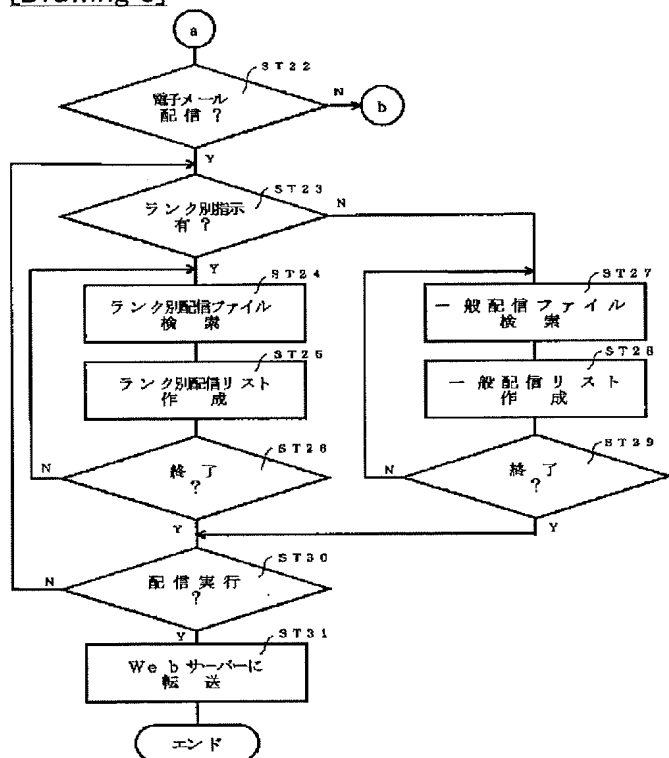 a
ST22
電子メール
配信?
N
b
Y
ST23
ランク別指示
有?
N
Y
ST24
ランク別配信ファイル
検索
ST25
ランク別配信リスト
作成
ST26
終了
?
N
Y
ST27
一般配信ファイル
検索
ST28
一般配信リスト
作成
ST29
終了
?
N
Y
ST30
配信実行
?
N
Y
ST31
Webサーバーに
転送
エンド